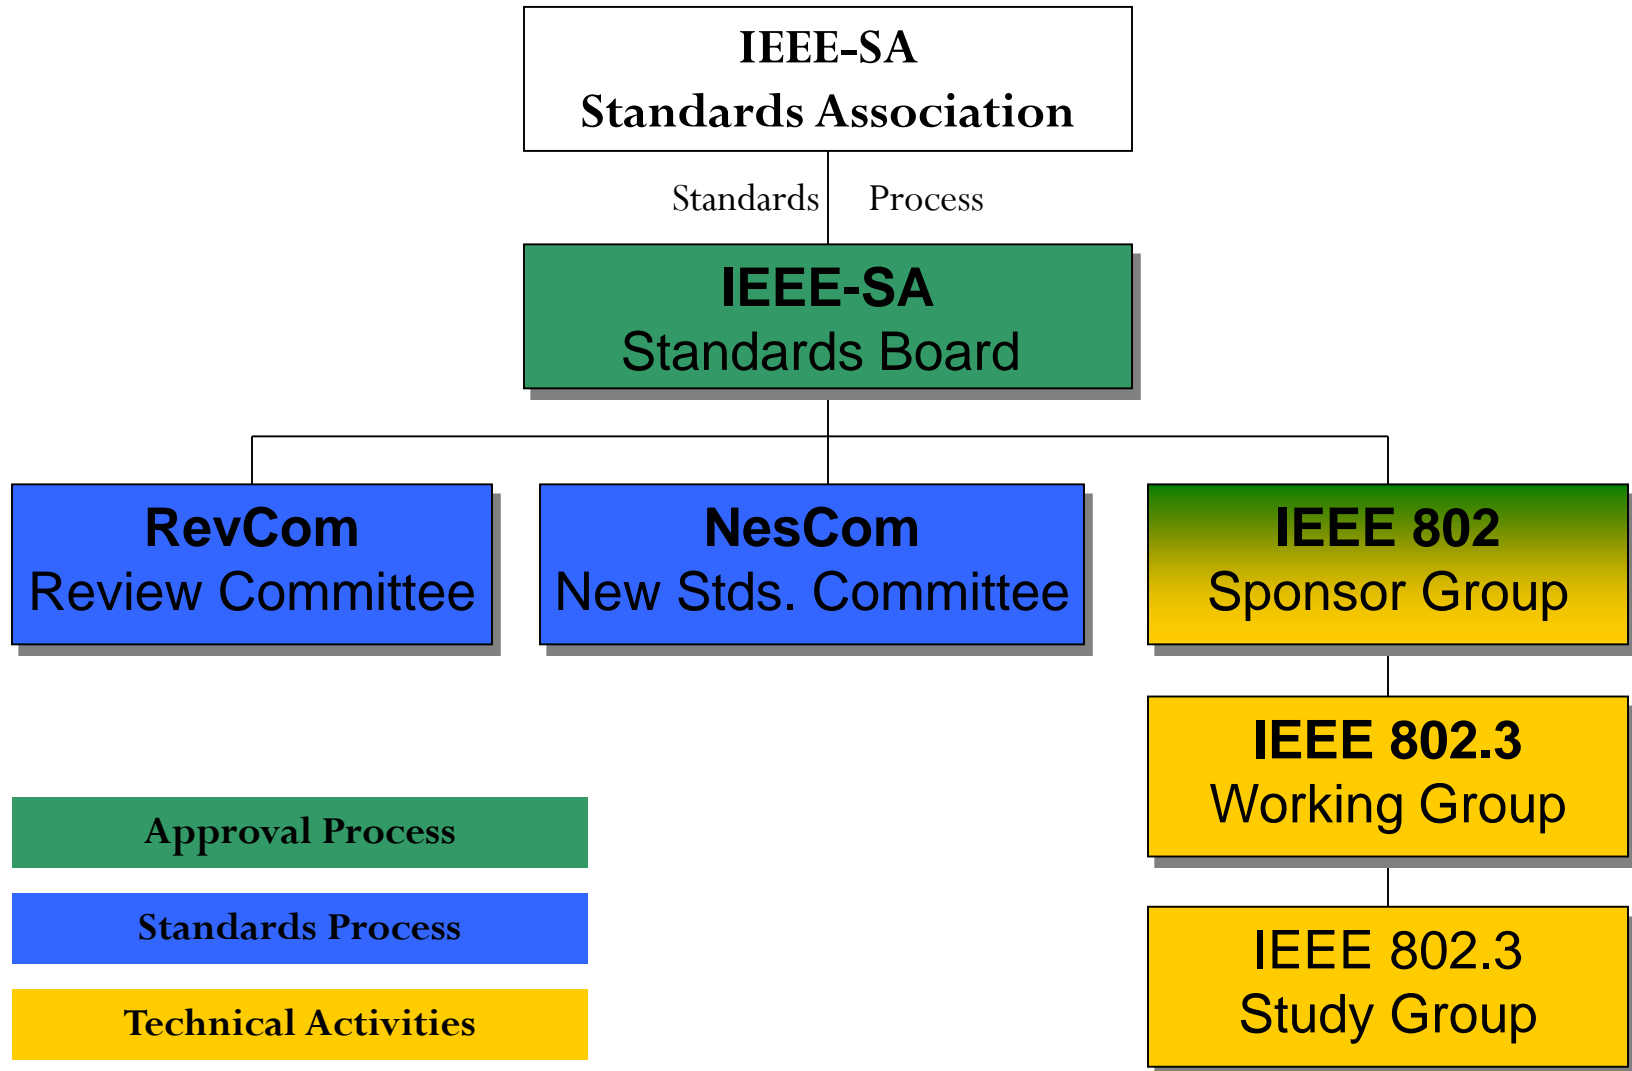 IEEE-SA
Standards Association
Standards Process
IEEE-SA
Standards Board
RevCom
Review Committee
NesCom
New Stds. Committee
IEEE 802
Sponsor Group
IEEE 802.3
Working Group
IEEE 802.3
Study Group
Approval Process
Standards Process
Technical Activities